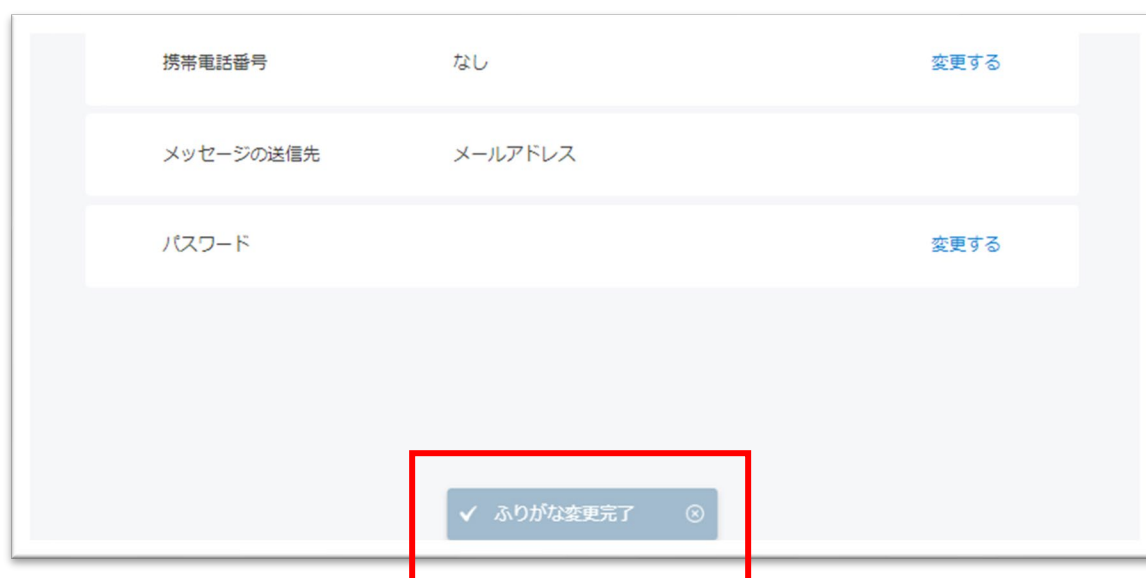 携帯電話番号 なし 変更する
メッセージの送信先 メールアドレス
パスワード 変更する
ふりがな変更完了